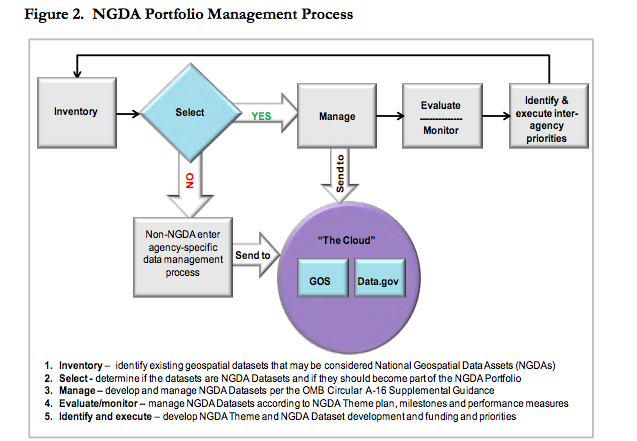 Figure 2. NGDA Portfolio Management Process
Inventory
Select
YES
Manage
Evaluate
Monitor
Identify &
execute inter-
agency
priorities
NO
Send to
Non-NGDA enter
agency-specific
data management
process
Send to
“The Cloud”
GOS
Data.gov
1. Inventory – identify existing geospatial datasets that may be considered National Geospatial Data Assets (NGDAs)
2. Select - determine if the datasets are NGDA Datasets and if they should become part of the NGDA Portfolio
3. Manage – develop and manage NGDA Datasets per the OMB Circular A-16 Supplemental Guidance
4. Evaluate/monitor – manage NGDA Datasets according to NGDA Theme plan, milestones and performance measures
5. Identify and execute – develop NGDA Theme and NGDA Dataset development and funding and priorities